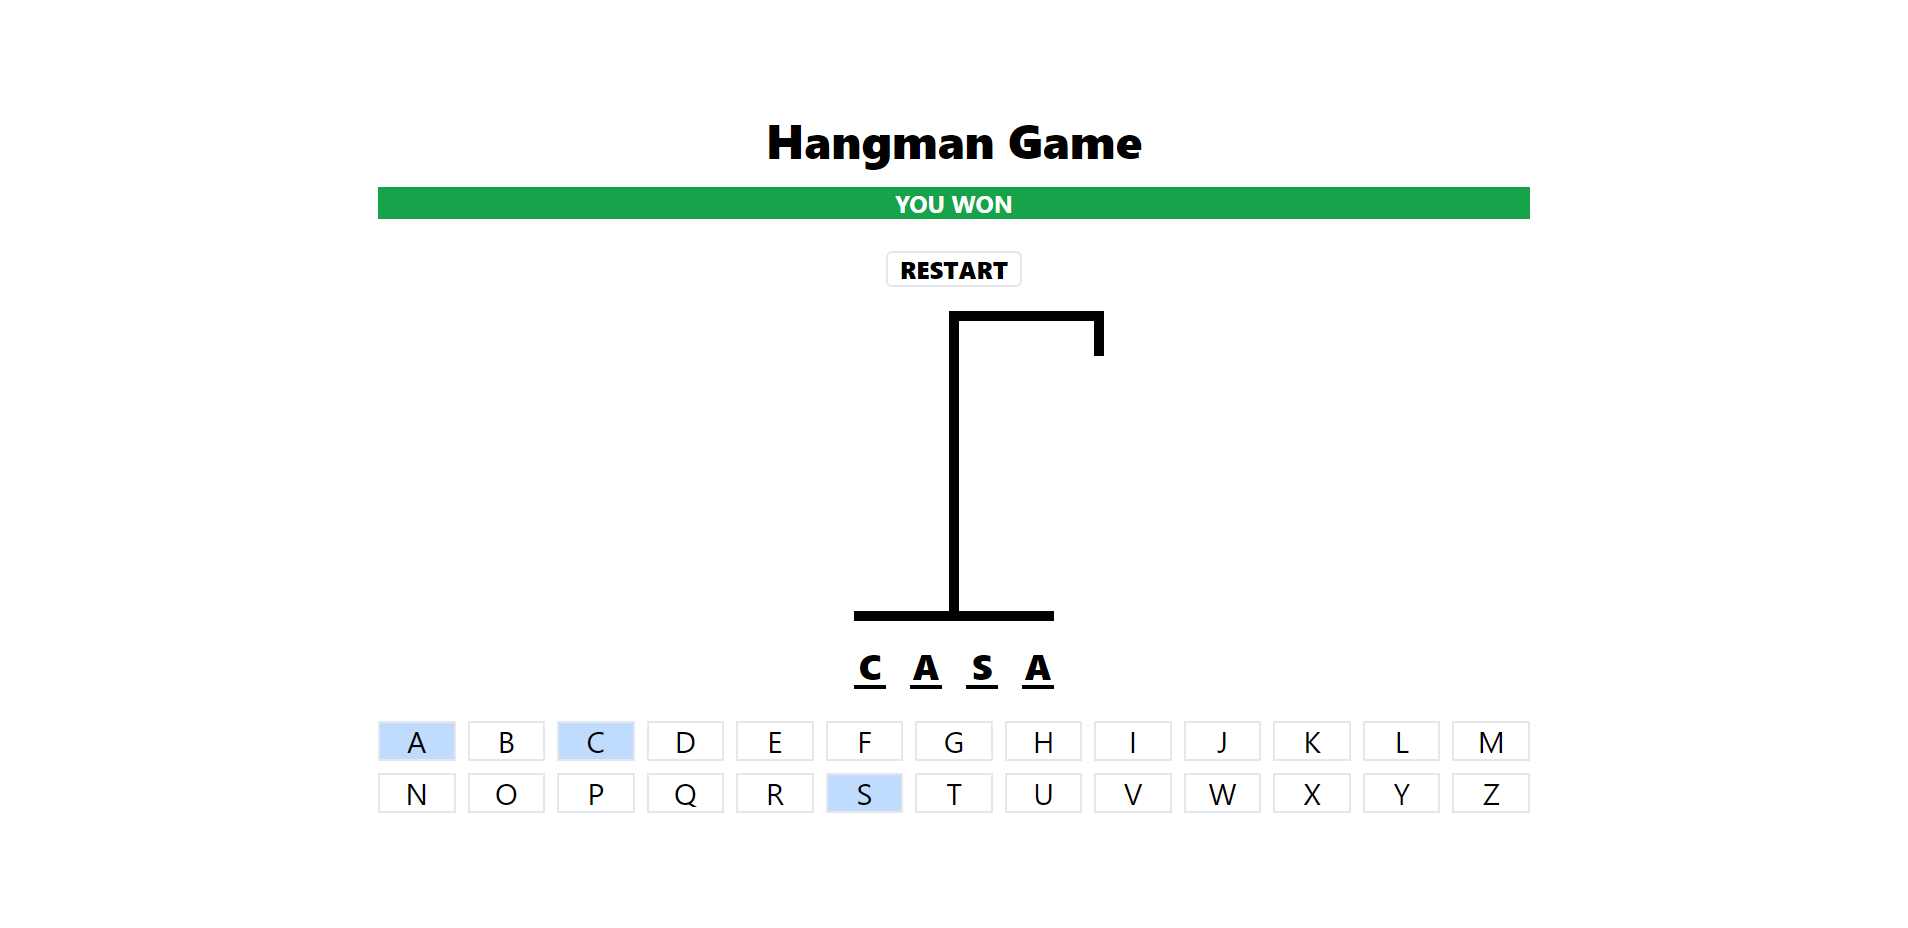 Hangman Game
YOU WON
RESTART
C A S A
A B C D E F G H I J K L M
N O P Q R S T U V W X Y Z